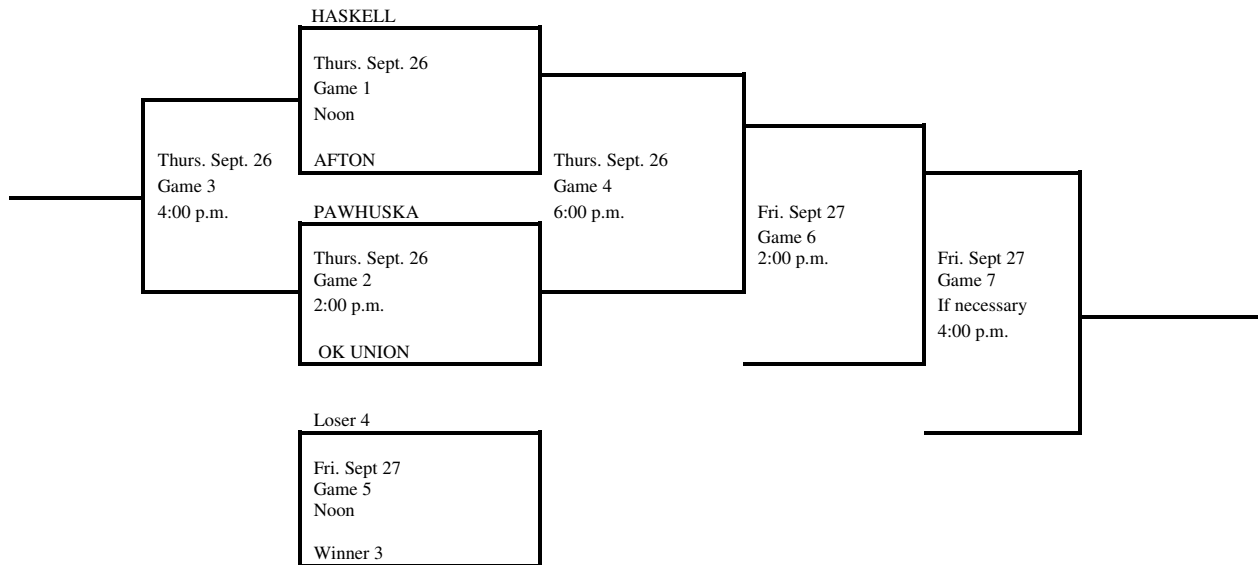 HASKELL
Thurs. Sept. 26
Game 1
Noon
AFTON
Thurs. Sept. 26
Game 3
4:00 p.m.
PAWHUSKA
Thurs. Sept. 26
Game 2
2:00 p.m.
OK UNION
Thurs. Sept. 26
Game 4
6:00 p.m.
Fri. Sept 27
Game 6
2:00 p.m.
Fri. Sept 27
Game 7
If necessary
4:00 p.m.
Loser 4
Fri. Sept 27
Game 5
Noon
Winner 3